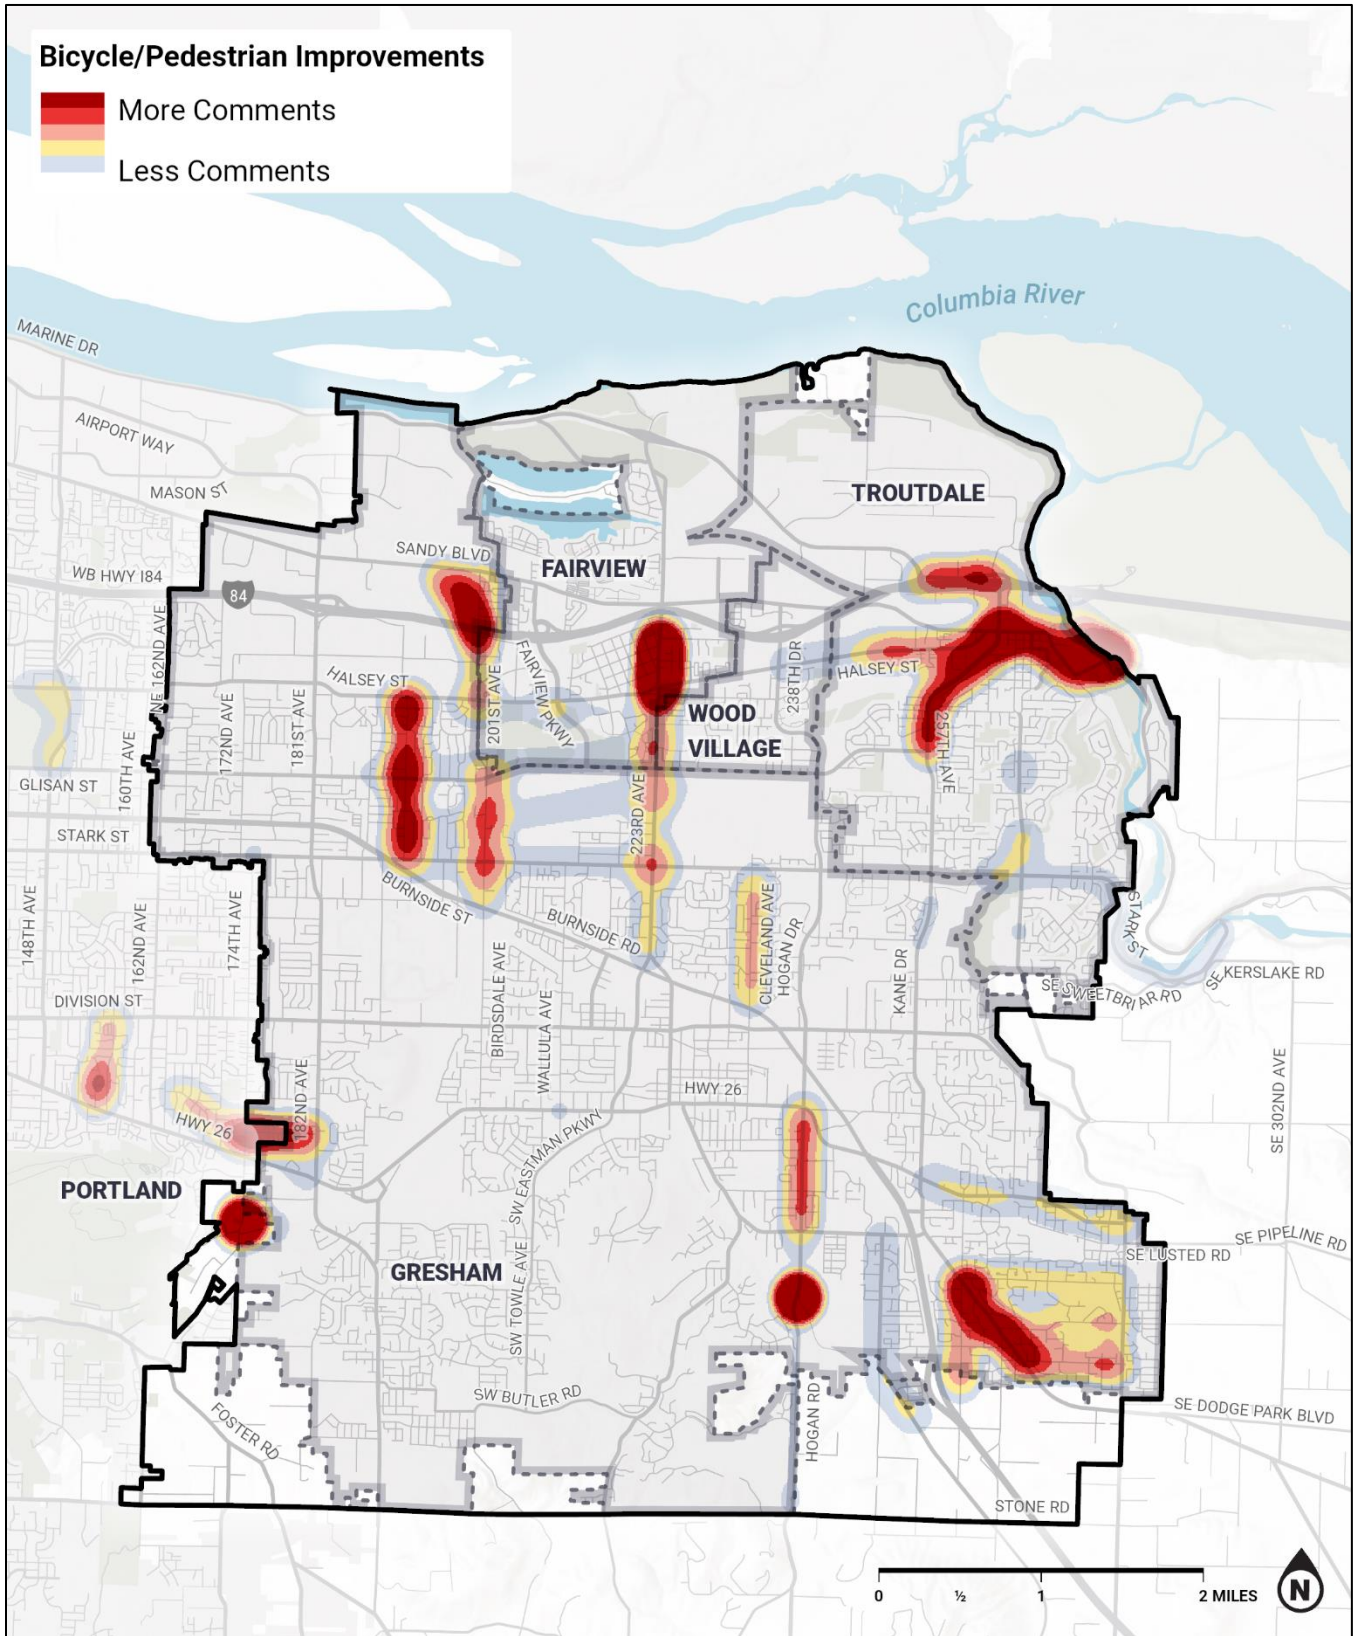 Bicycle/Pedestrian Improvements
More Comments
Less Comments
Columbia River
MARINE DR
AIRPORT WAY
MASON ST
TROUTDALE
SANDY BLVD
FAIRVIEW
WB HWY I84
84
NE 162ND AVE
HALSEY ST
FAIRVIEW PKWY
238TH DR
HALSEY ST
172ND AVE
181ST AVE
201ST AVE
WOOD
VILLAGE
257TH AVE
160TH AVE
GLISAN ST
223RD AVE
STARK ST
BURNSIDE ST
BURNSIDE RD
CLEVELAND AVE
HOGAN DR
148TH AVE
162ND AVE
174TH AVE
STARK ST
KANE DR
SE KERSLAKE RD
SE SWEETBRIAR RD
DIVISION ST
BIRDSDALE AVE
WALLULA AVE
HWY 26
182ND AVE
HWY 26
SE 302ND AVE
SW EASTMAN PKWY
PORTLAND
SE PIPELINE RD
SE LUSTED RD
GRESHAM
SW TOWLE AVE
SW BUTLER RD
HOGAN RD
SE DODGE PARK BLVD
FOSTER RD
STONE RD
0 ½ 1 2 MILES
N